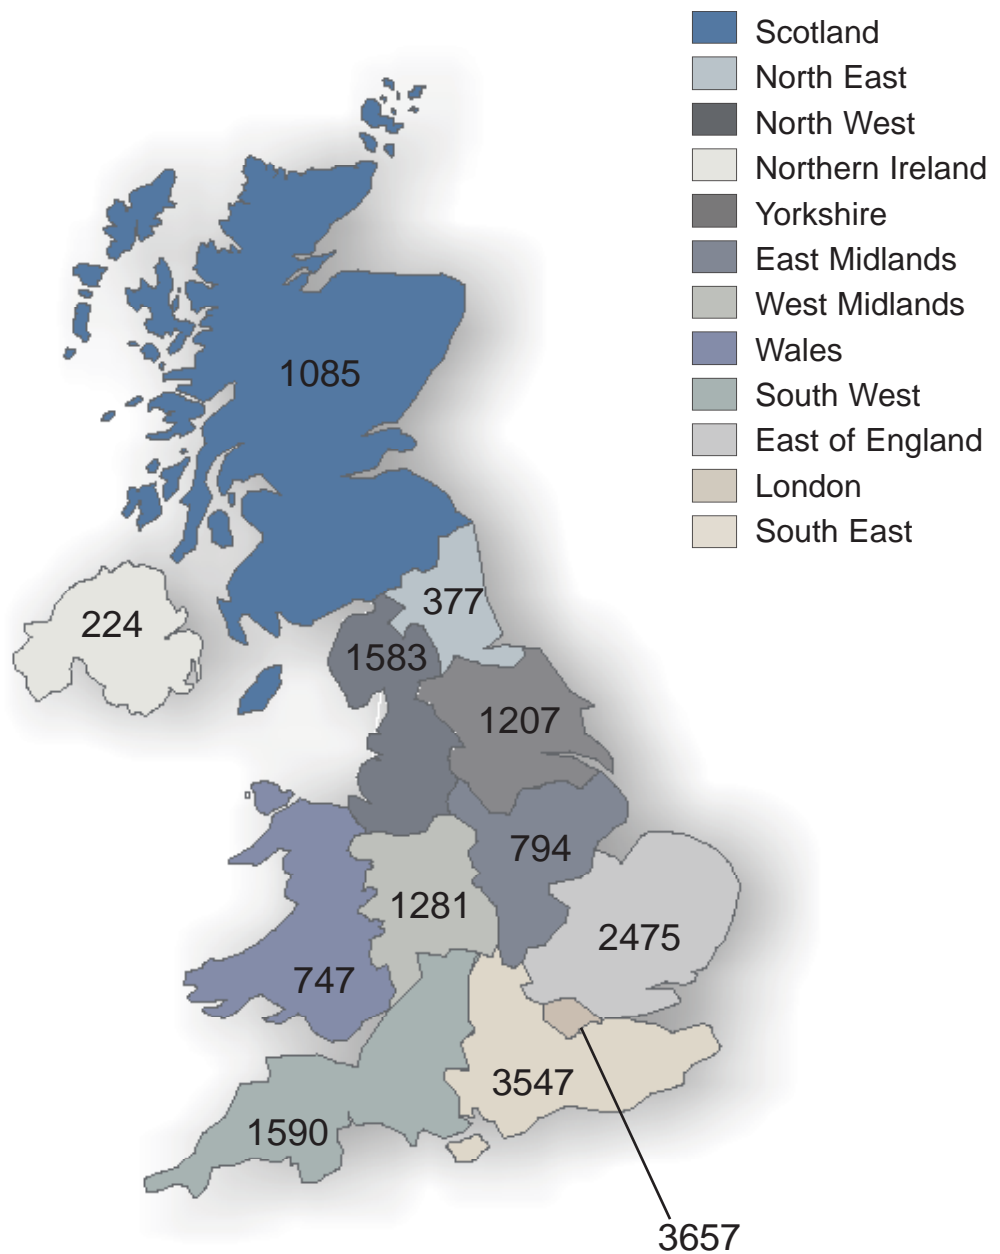 Scotland
North East
North West
Northern Ireland
Yorkshire
East Midlands
West Midlands
Wales
South West
East of England
London
South East
1085
377
224
1583
1207
794
1281
2475
747
3547
1590
3657